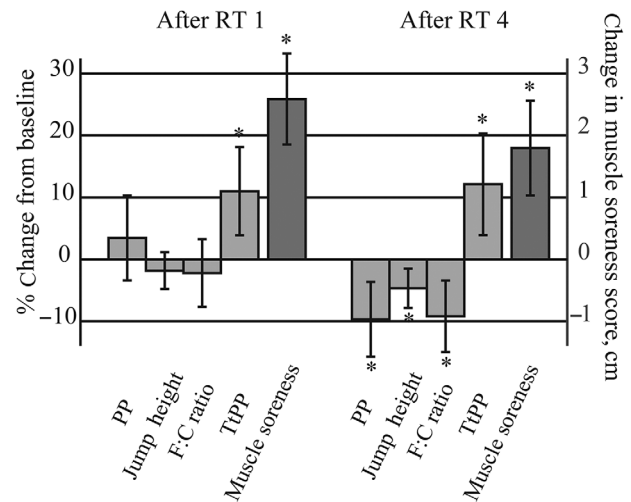 After RT 1
After RT 4
% Change from baseline
30
20
10
0
–10
3
2
1
0
–1
Change in muscle soreness score, cm
*
*
*
*
*
*
*
PP
Jump height
F:C ratio
TtPP
Muscle soreness
PP
Jump height
F:C ratio
TtPP
Muscle soreness